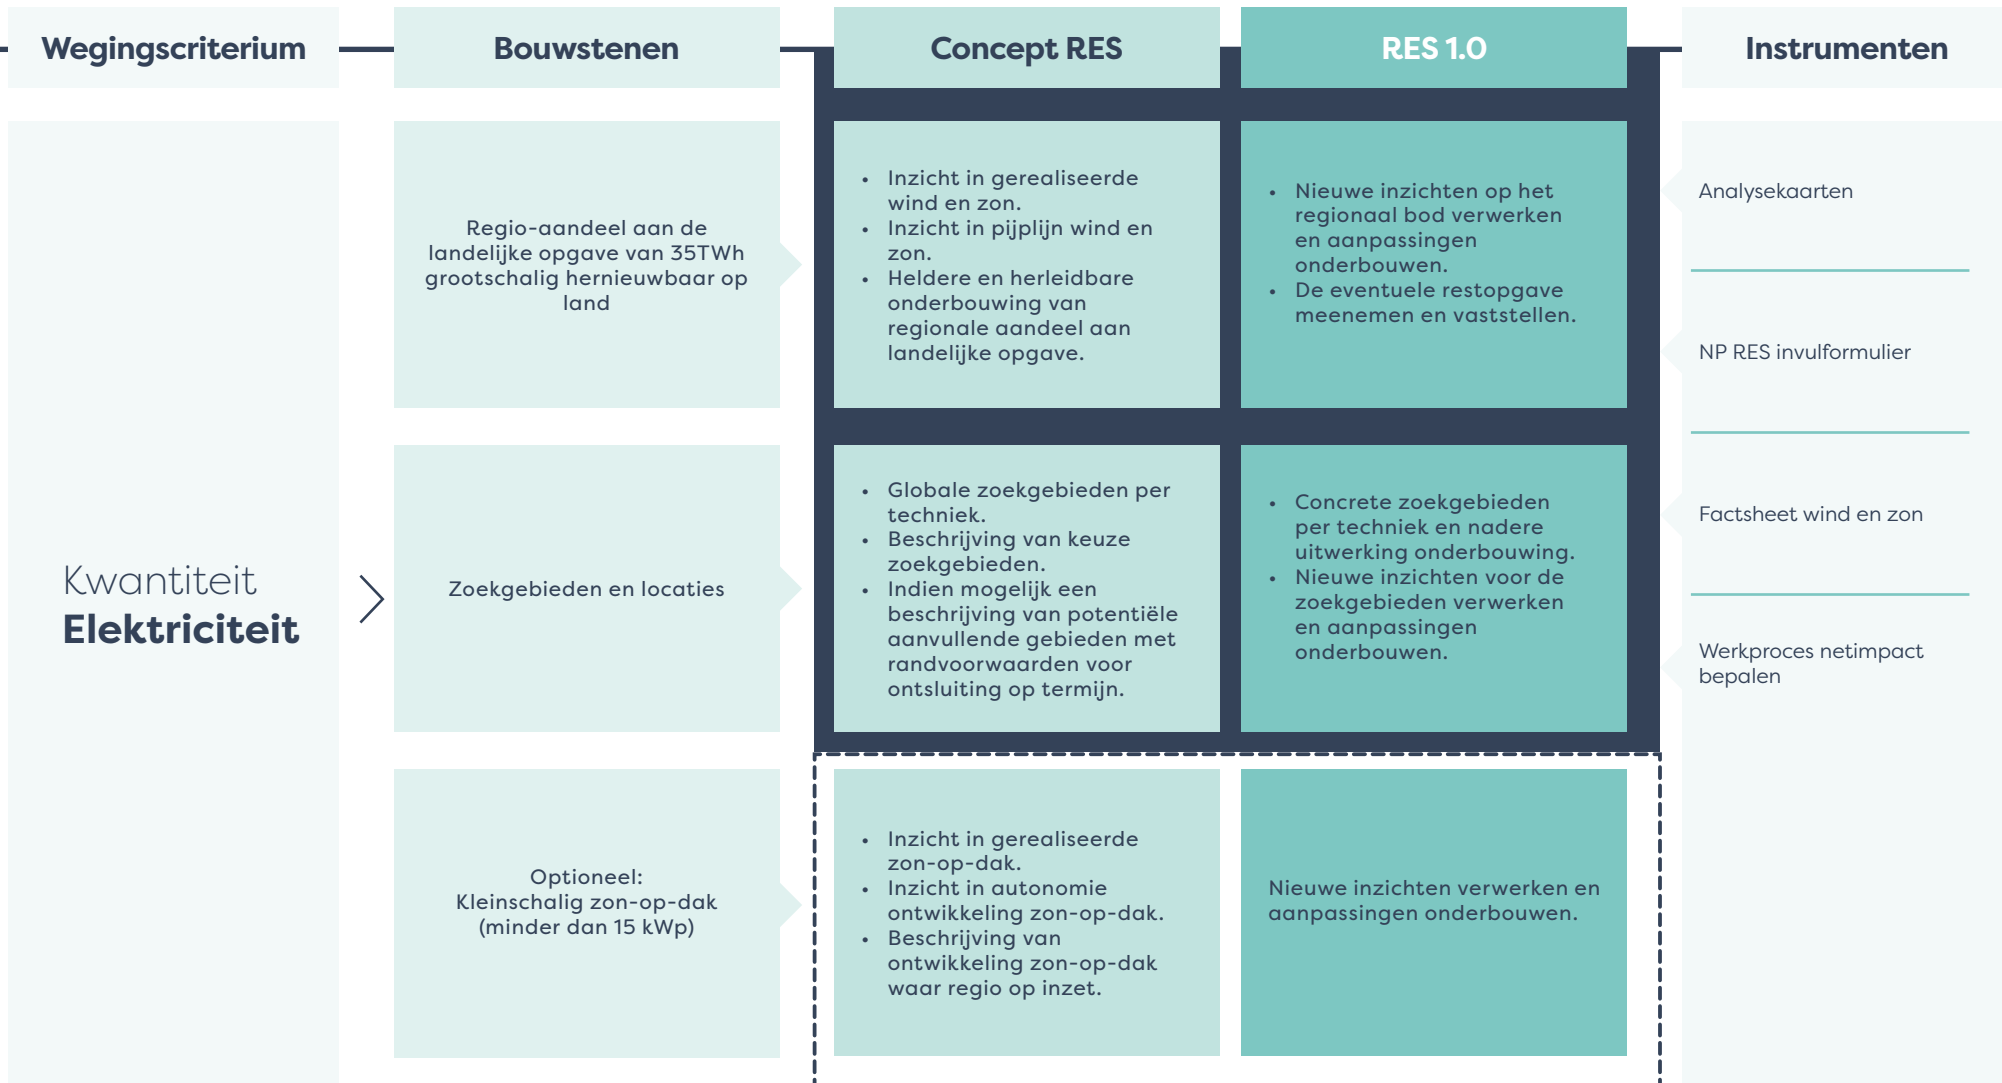 Wegingscriterium
Bouwstenen
Concept RES
RES 1.0
Instrumenten
Kwantiteit
Elektriciteit
Regio-aandeel aan de
landelijke opgave van 35TWh
grootschalig hernieuwbaar op
land
• Inzicht in gerealiseerde
wind en zon.
• Inzicht in pijplijn wind en
zon.
• Heldere en herleidbare
onderbouwing van
regionale aandeel aan
landelijke opgave.
• Nieuwe inzichten op het
regionaal bod verwerken
en aanpassingen
onderbouwen.
• De eventuele restopgave
meenemen en vaststellen.
Zoekgebieden en locaties
• Globale zoekgebieden per
techniek.
• Beschrijving van keuze
zoekgebieden.
• Indien mogelijk een
beschrijving van potentiële
aanvullende gebieden met
randvoorwaarden voor
ontsluiting op termijn.
• Concrete zoekgebieden
per techniek en nadere
uitwerking onderbouwing.
• Nieuwe inzichten voor de
zoekgebieden verwerken
en aanpassingen
onderbouwen.
Optioneel:
Kleinschalig zon-op-dak
(minder dan 15 kWp)
• Inzicht in gerealiseerde
zon-op-dak.
• Inzicht in autonomie
ontwikkeling zon-op-dak.
• Beschrijving van
ontwikkeling zon-op-dak
waar regio op inzet.
Nieuwe inzichten verwerken en
aanpassingen onderbouwen.
Analysekaarten
NP RES invulformulier
Factsheet wind en zon
Werkproces netimpact
bepalen